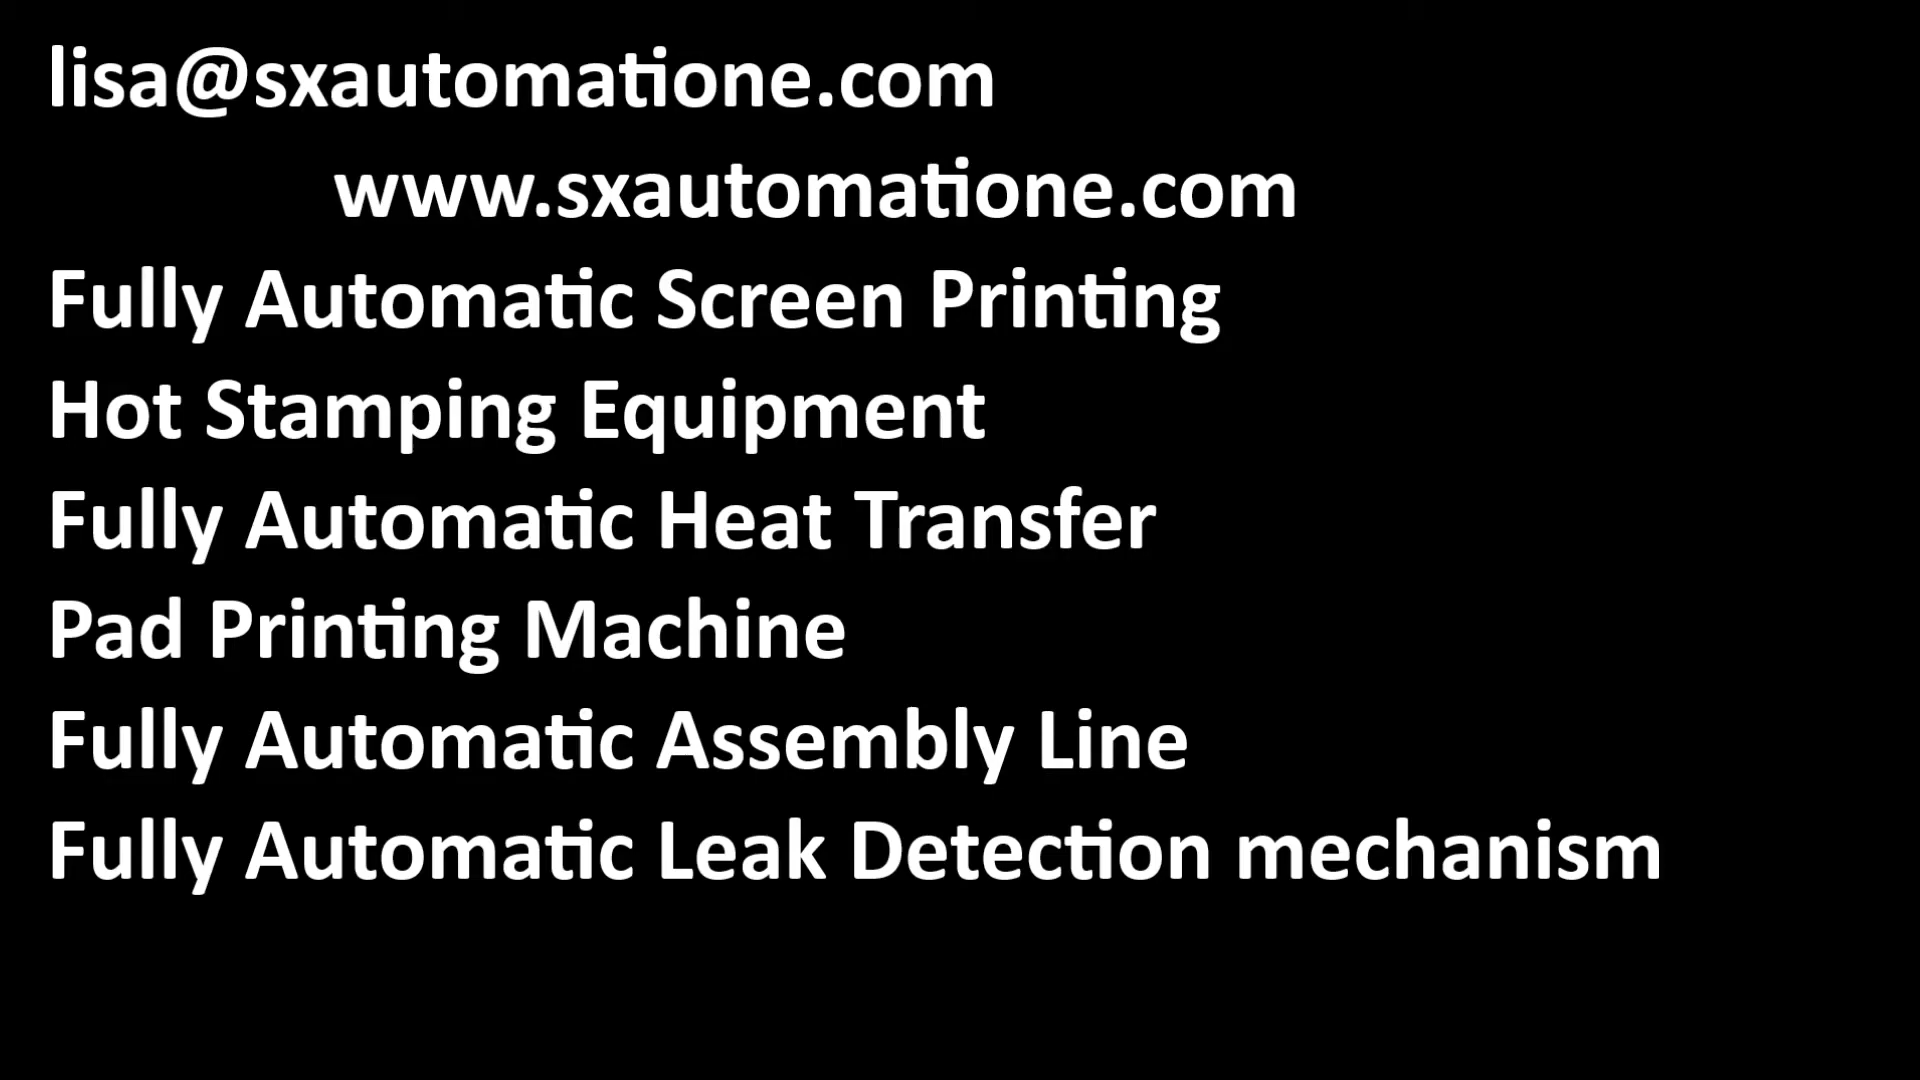 lisa@sxautomatione.com
www.sxautomatione.com
Fully Automatic Screen Printing
Hot Stamping Equipment
Fully Automatic Heat Transfer
Pad Printing Machine
Fully Automatic Assembly Line
Fully Automatic Leak Detection mechanism